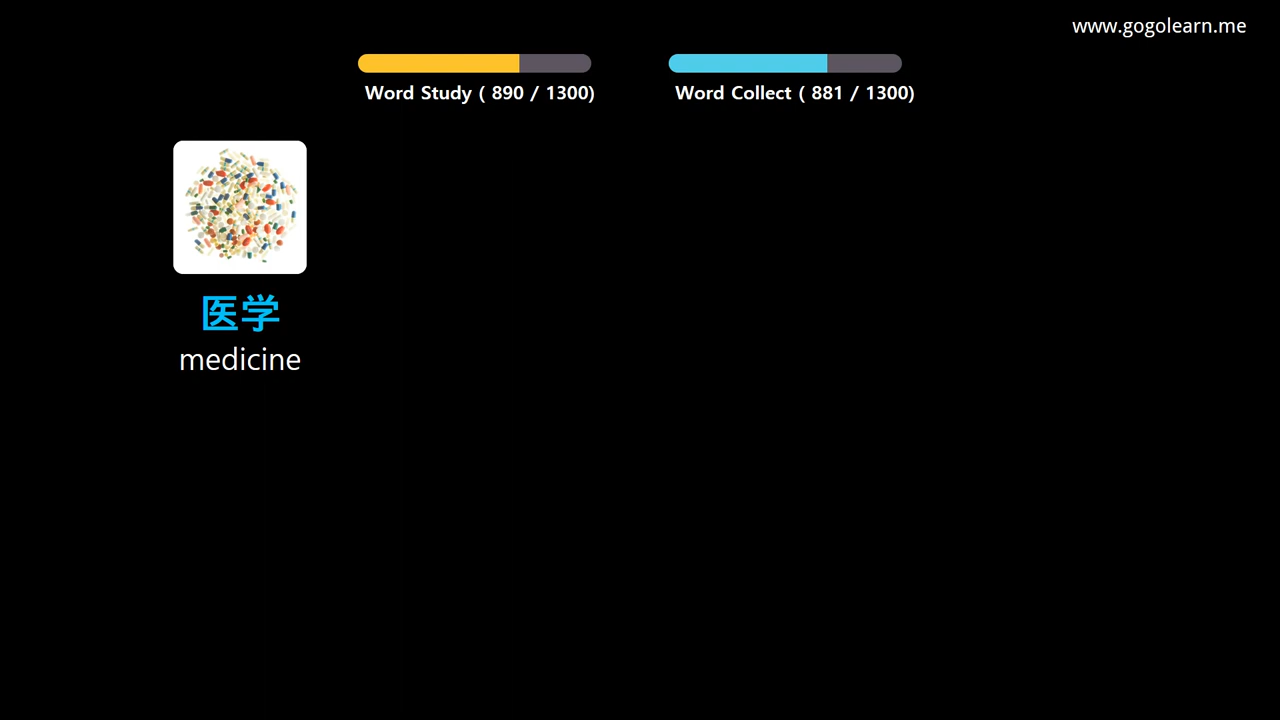 www.gogolearn.me
Word Study ( 890 / 1300)
Word Collect ( 881 / 1300)
医学
medicine